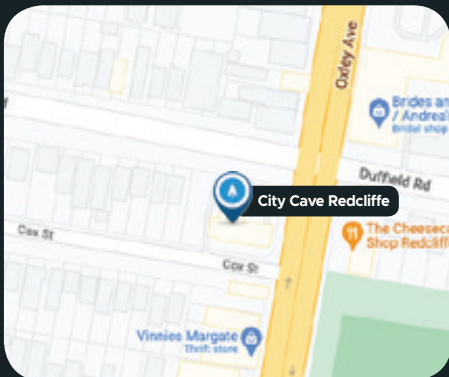 Oxley Ave
Brides an
/ Andrea's
Bridal shop
Duffield Rd
City Cave Redcliffe
The Cheeseca
Shop Redcliff
Cox St
Cox St
Vinnies Margate
Thrift store